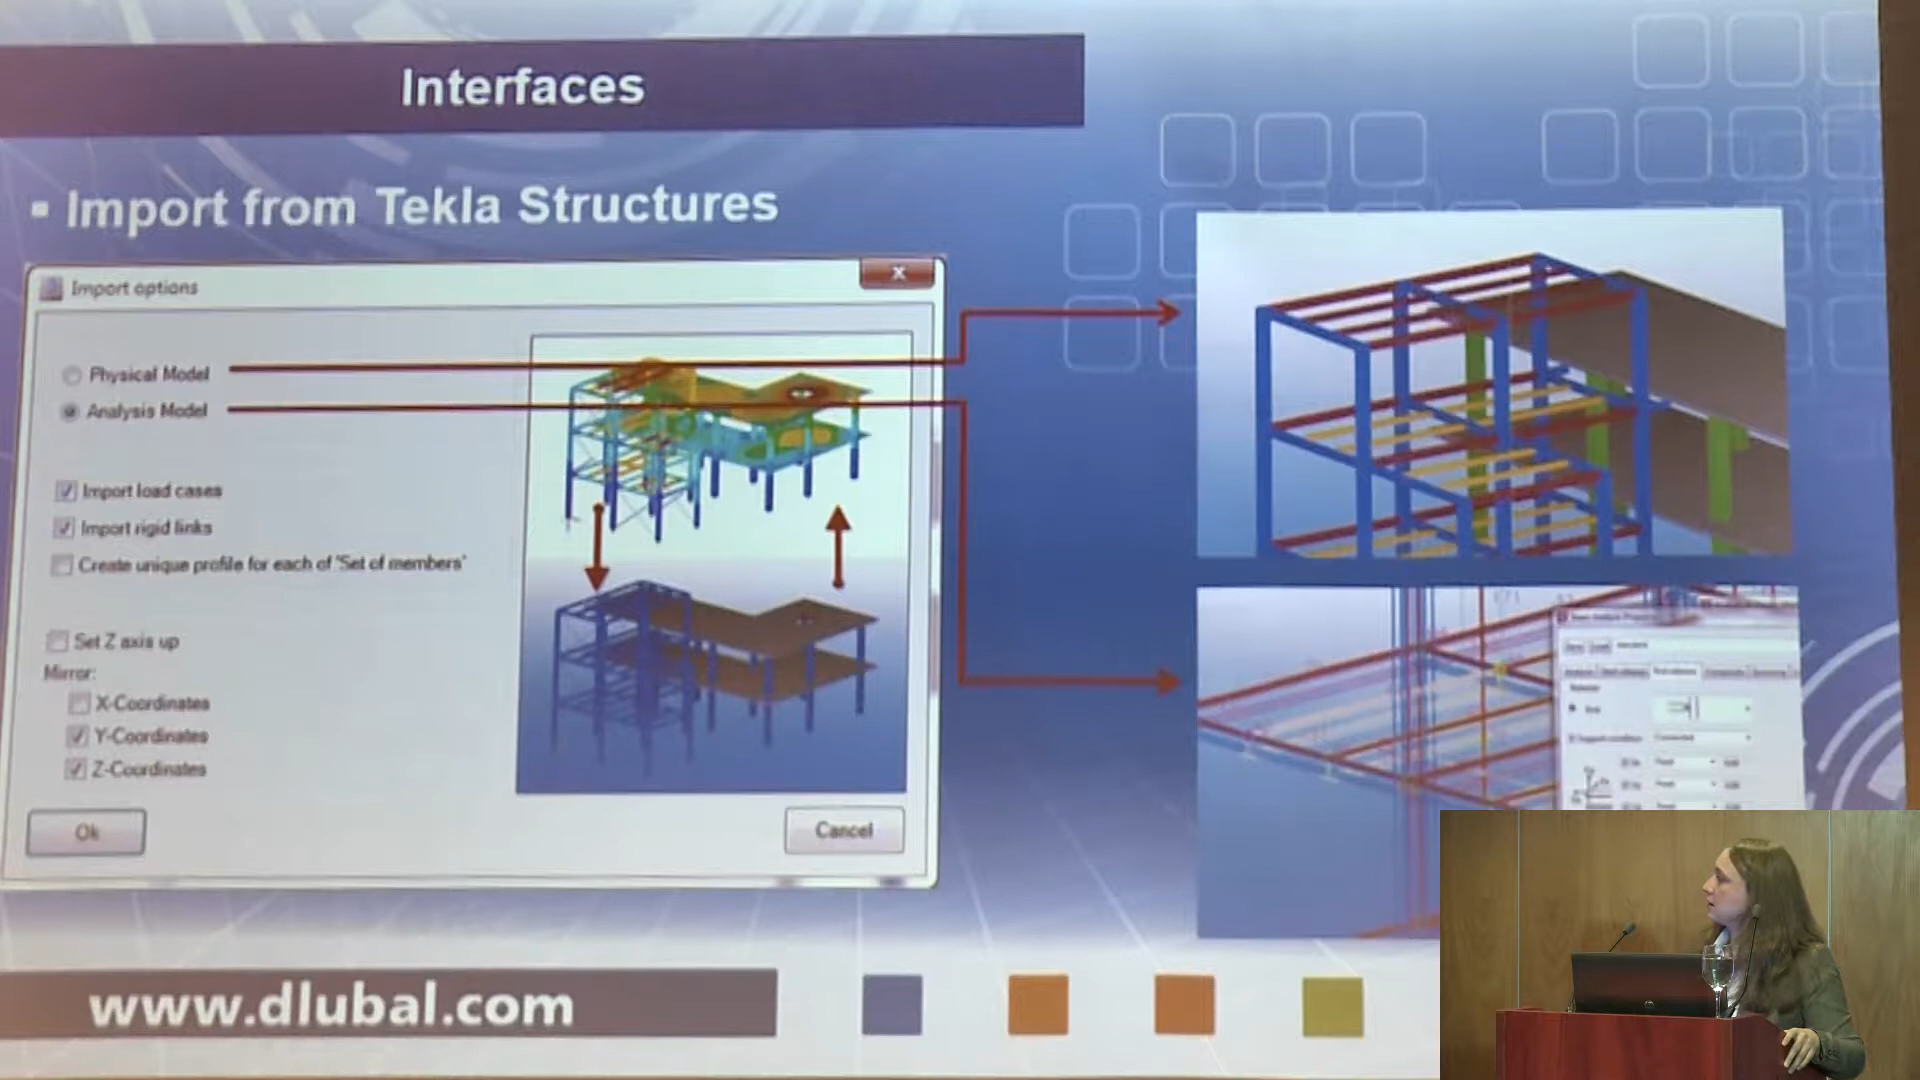 Interfaces
▪ Import from Tekla Structures
Import options
x
Physical Model
Analysis Model
Import load cases
Import rigid links
Create unique profile for each of 'Set of members'
Set Z axis up
Mirror:
X-Coordinates
Y-Coordinates
Z-Coordinates
Ok
Cancel
www.dlubal.com